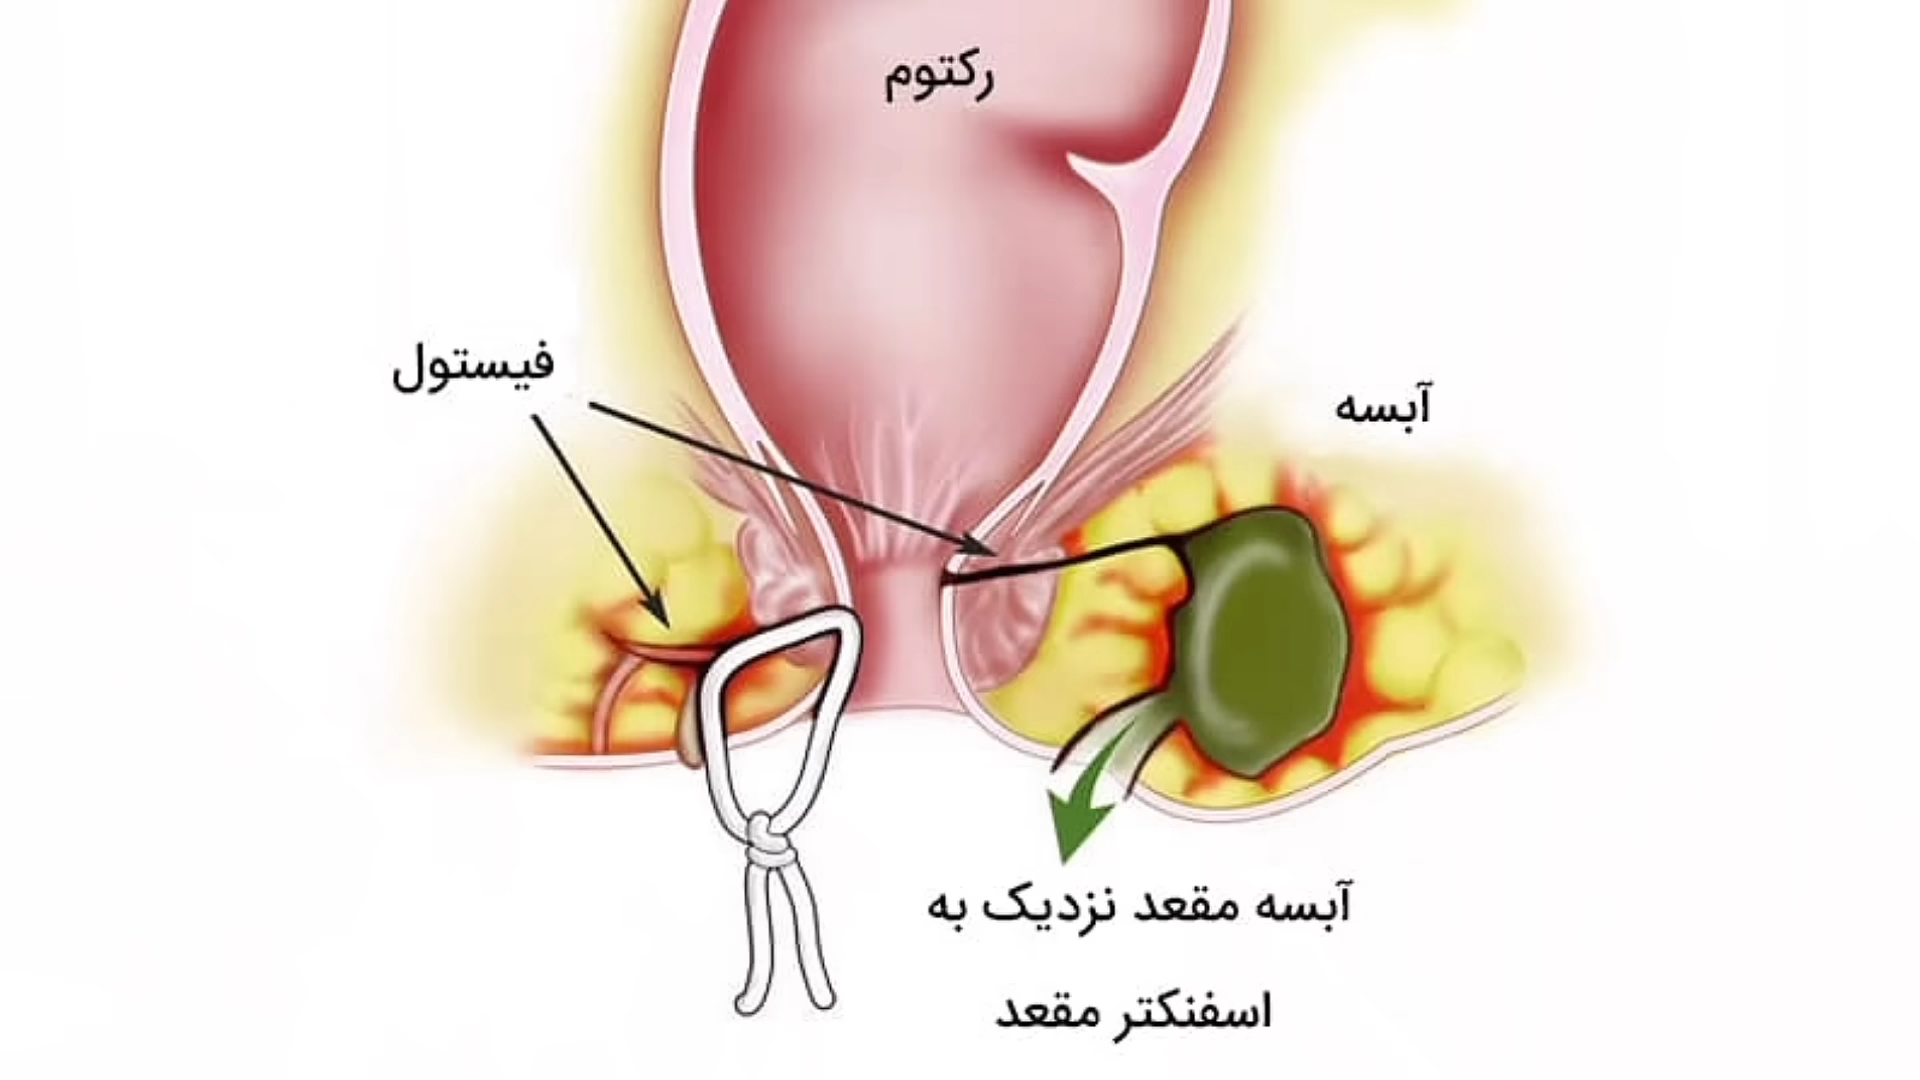 رکتوم
فیستول
آبسه
آبسه مقعد نزدیک به
اسفنکتر مقعد